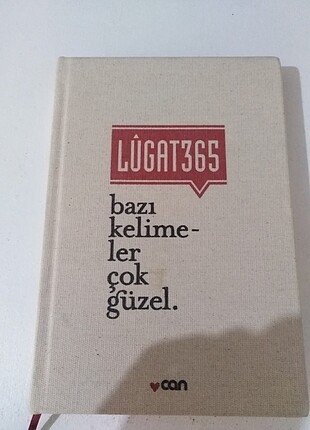 LÛGAT365
bazı
kelime-
ler
çok
güzel.
can